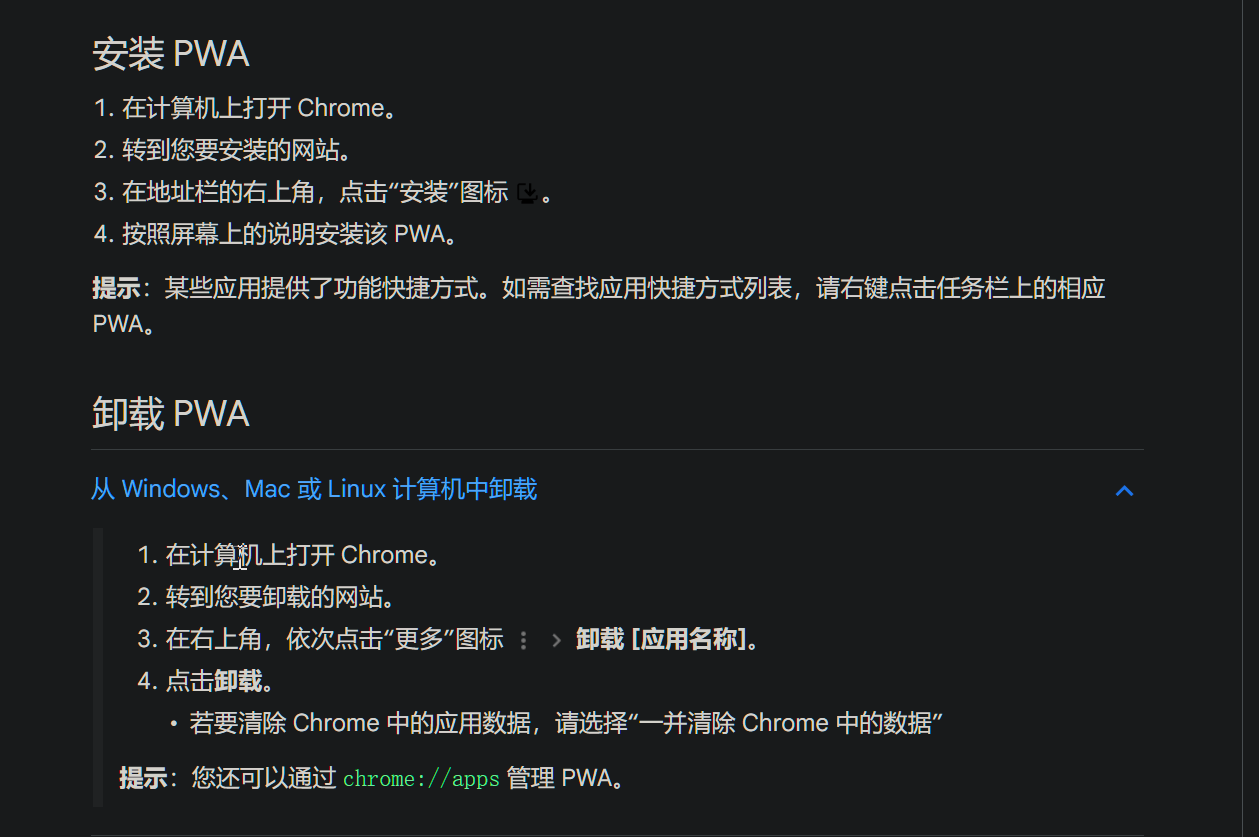 安装 PWA
1. 在计算机上打开 Chrome。
2. 转到您要安装的网站。
3. 在地址栏的右上角，点击“安装”图标 。
4. 按照屏幕上的说明安装该 PWA。
提示：某些应用提供了功能快捷方式。如需查找应用快捷方式列表，请右键点击任务栏上的相应
PWA。
卸载 PWA
从 Windows、Mac 或 Linux 计算机中卸载
1. 在计算机上打开 Chrome。
2. 转到您要卸载的网站。
3. 在右上角，依次点击“更多”图标 ⋮ > 卸载 [应用名称]。
4. 点击卸载。
• 若要清除 Chrome 中的应用数据，请选择“一并清除 Chrome 中的数据”
提示：您还可以通过 chrome://apps 管理 PWA。